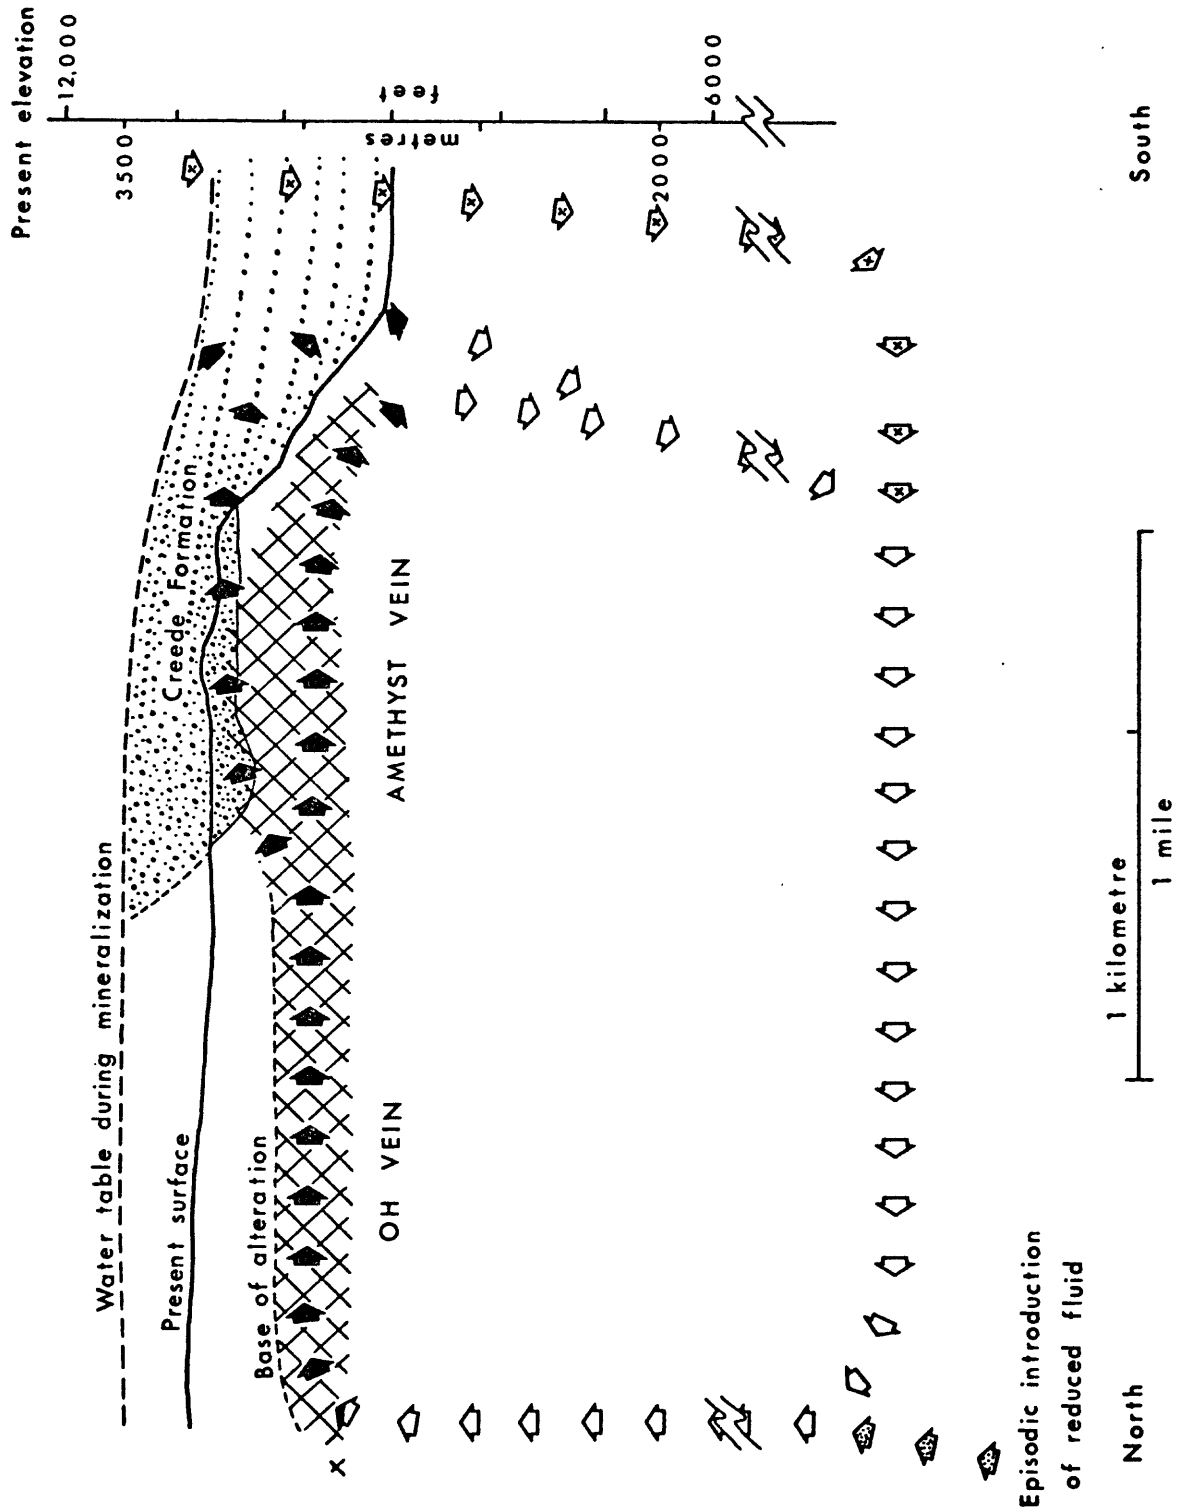 Present elevation
12,000
3500
feet
metres
2000
6000
Water table during mineralization
Creede Formation
Present surface
Base of alteration
OH VEIN
AMETHYST VEIN
x
Episodic introduction
of reduced fluid
North
South
1 kilometre
1 mile